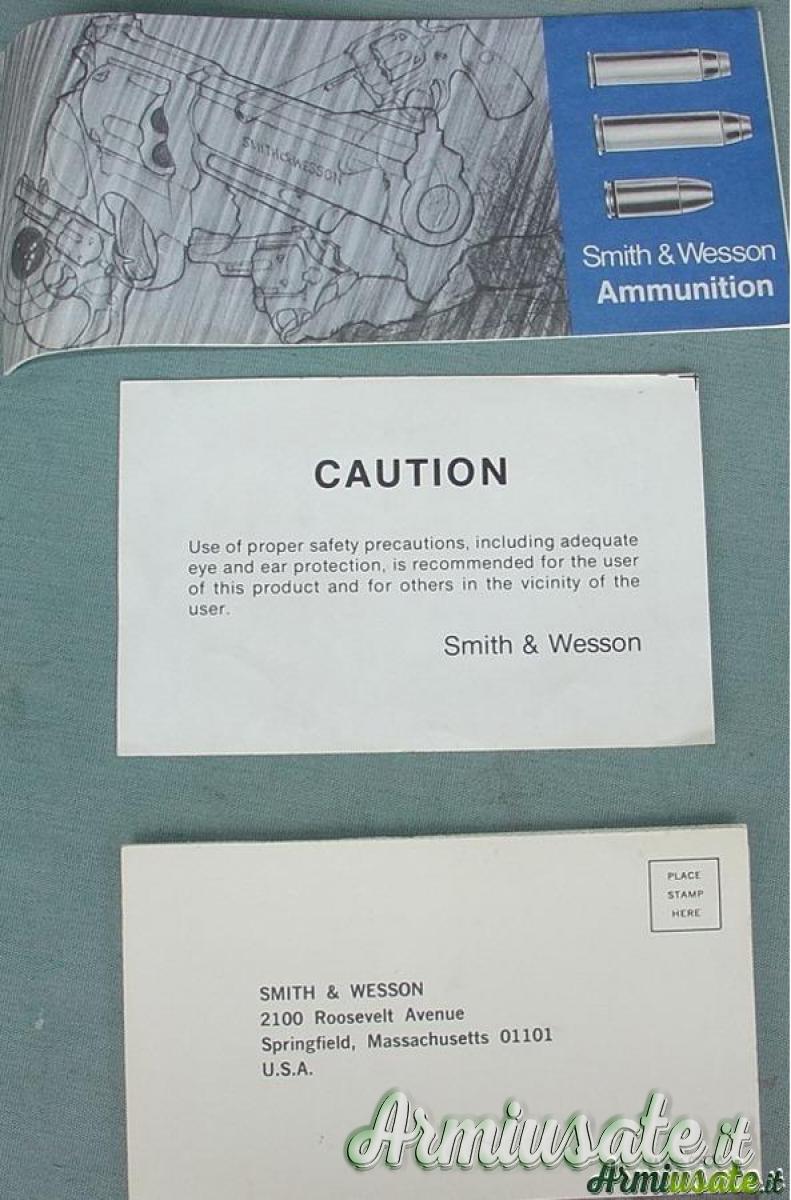 SMITH & WESSON
Smith & Wesson
Ammunition
CAUTION
Use of proper safety precautions, including adequate
eye and ear protection, is recommended for the user
of this product and for others in the vicinity of the
user.
Smith & Wesson
PLACE
STAMP
HERE
SMITH & WESSON
2100 Roosevelt Avenue
Springfield, Massachusetts 01101
U.S.A.
Armiusate.it
Armiusate.it